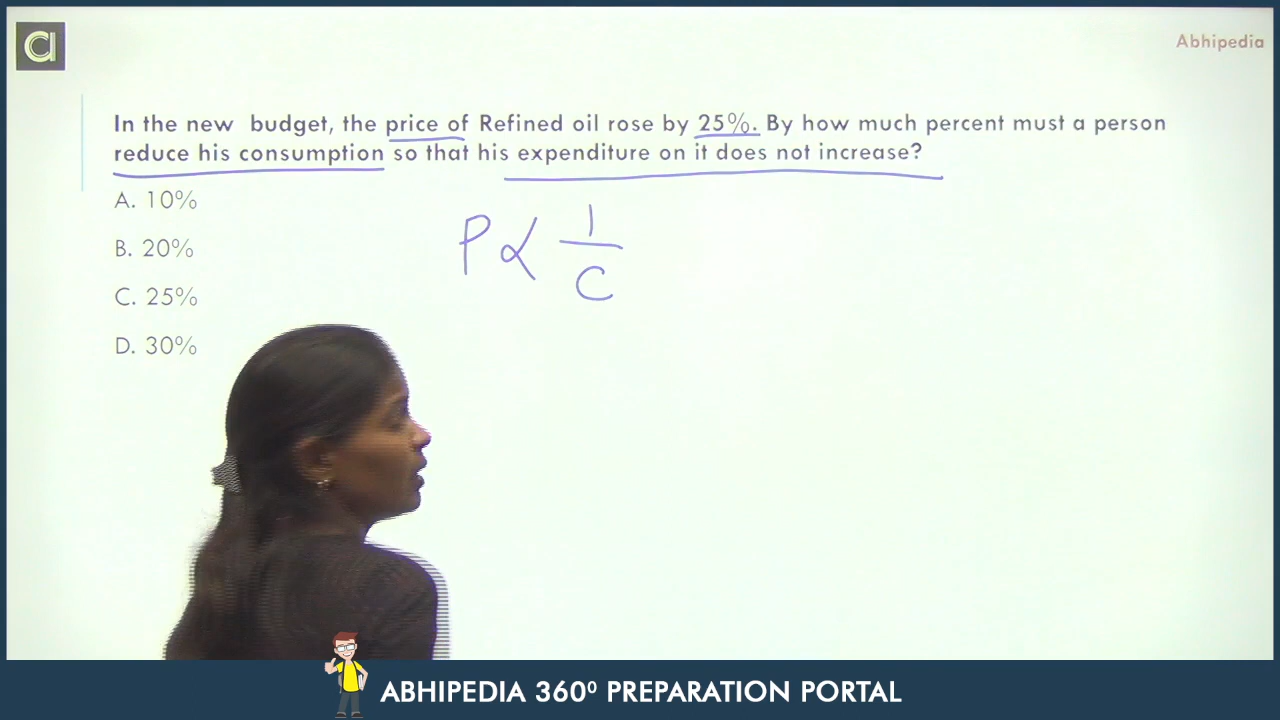 Abhipedia
In the new budget, the price of Refined oil rose by 25%. By how much percent must a person
reduce his consumption so that his expenditure on it does not increase?
A. 10%
B. 20%
C. 25%
D. 30%
P ∝ 1/C
ABHIPEDIA 360⁰ PREPARATION PORTAL